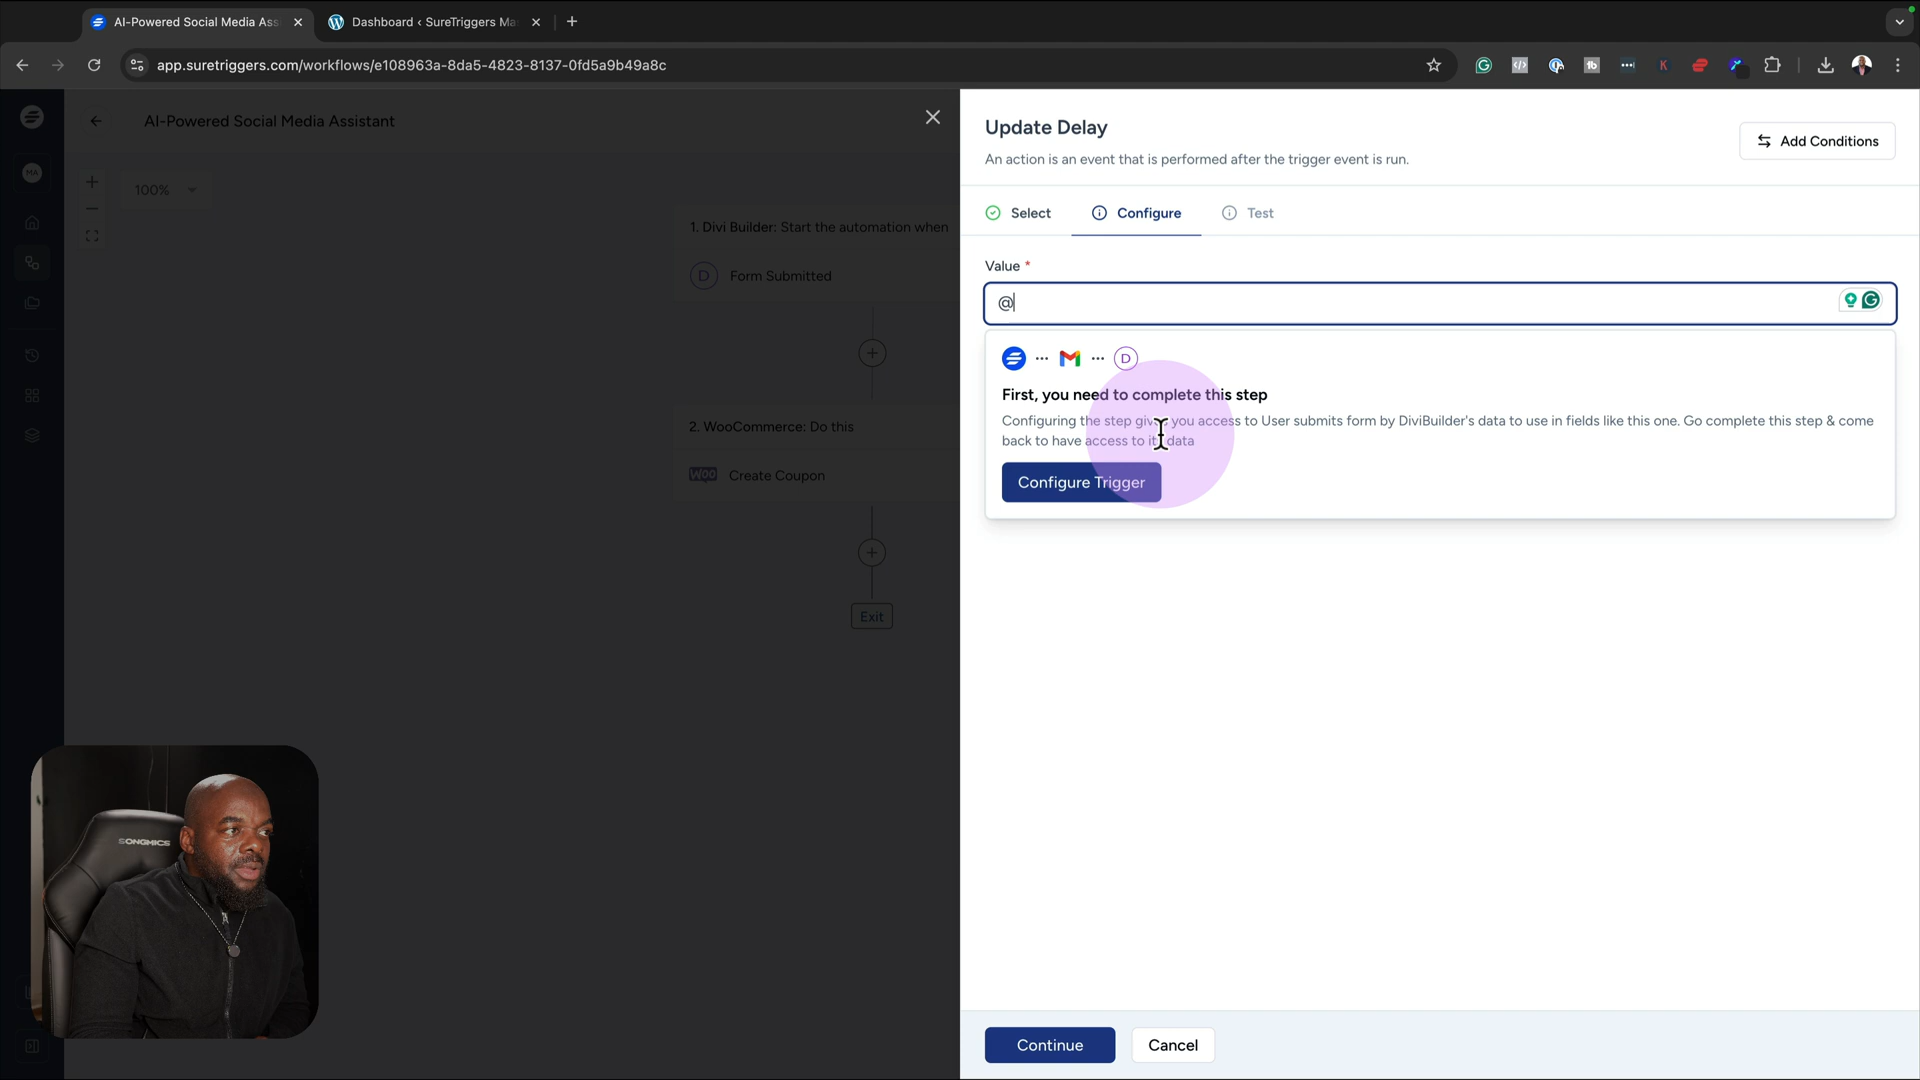 AI-Powered Social Media Ass
Dashboard ‹ SureTriggers Ma
app.suretriggers.com/workflows/e108963a-8da5-4823-8137-0fd5a9b49a8c
MA
AI-Powered Social Media Assistant
100%
1. Divi Builder: Start the automation when
D Form Submitted
2. WooCommerce: Do this
Woo Create Coupon
Exit
Update Delay
An action is an event that is performed after the trigger event is run.
Add Conditions
Select
Configure
Test
Value *
@
D
First, you need to complete this step
Configuring the step gives you access to User submits form by DiviBuilder's data to use in fields like this one. Go complete this step & come
back to have access to its data
Configure Trigger
Continue
Cancel
SONGMICS